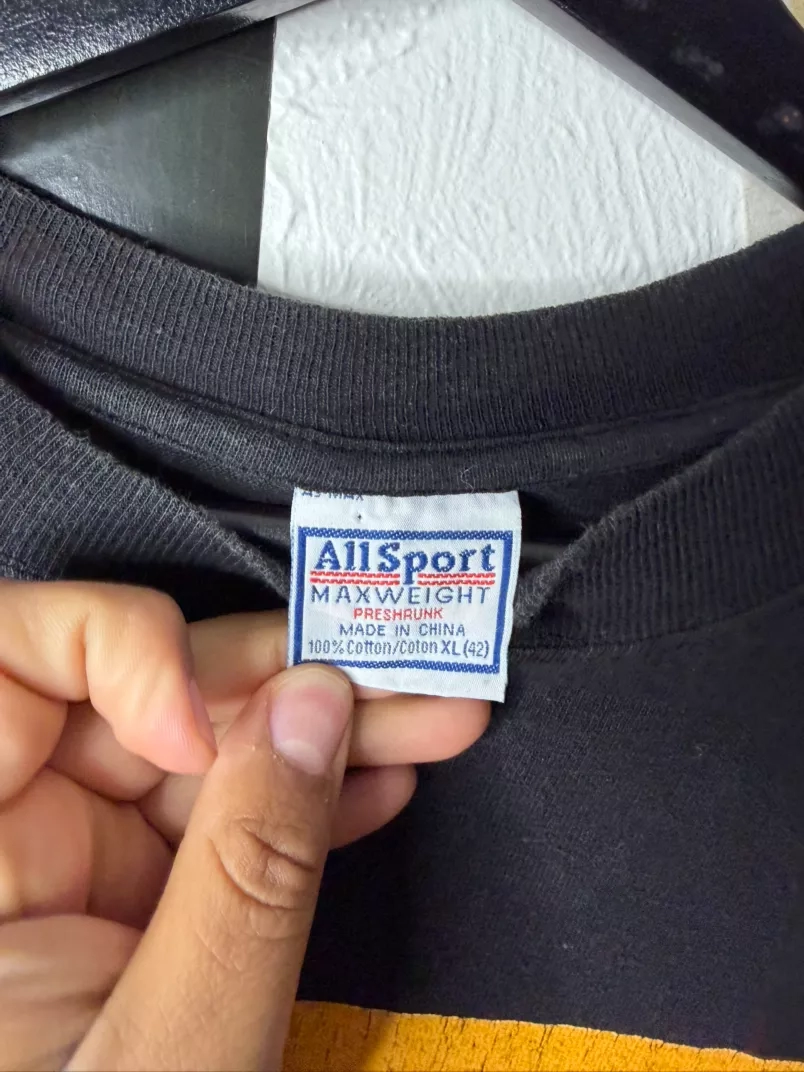 AllSport
MAXWEIGHT
PRESHRUNK
MADE IN CHINA
100% Cotton/Coton XL (42)